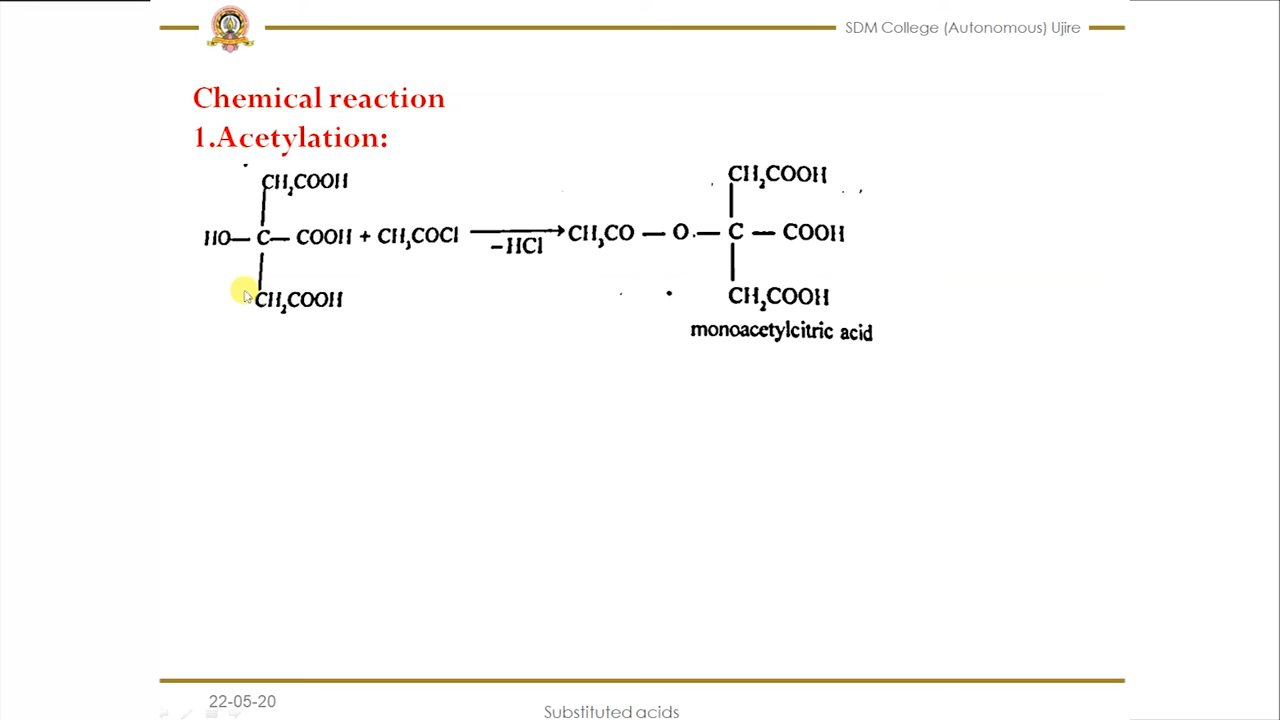 SDM College (Autonomous) Ujire
Chemical reaction
1.Acetylation:
CH₂COOH
HO— C— COOH + CH₃COCl
CH₂COOH
−HCl
CH₂COOH
CH₃CO — O — C — COOH
CH₂COOH
monoacetylcitric acid
22-05-20
Substituted acids